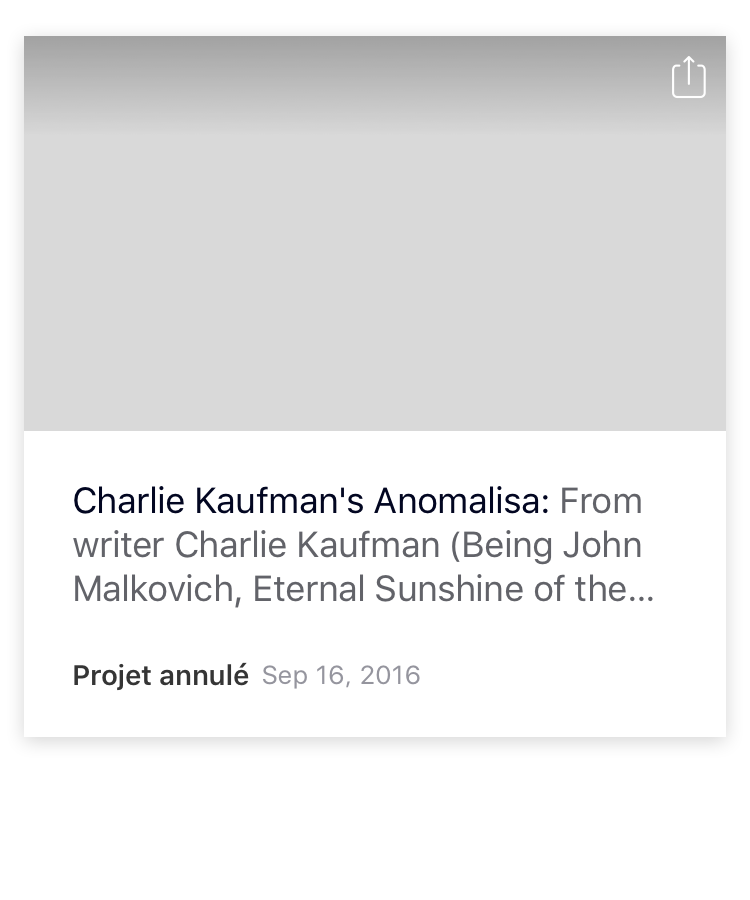 Charlie Kaufman's Anomalisa: From
writer Charlie Kaufman (Being John
Malkovich, Eternal Sunshine of the...
Projet annulé Sep 16, 2016